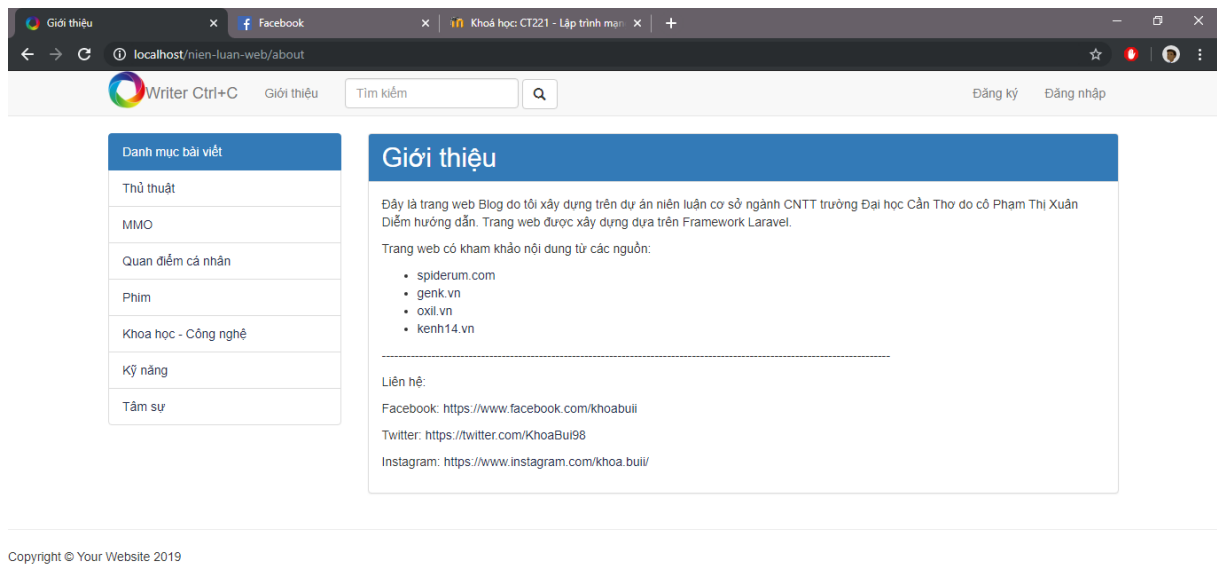 Giới thiệu
Facebook
Khoá học: CT221 - Lập trình mạn
localhost/nien-luan-web/about
Writer Ctrl+C
Giới thiệu
Tìm kiếm
Đăng ký
Đăng nhập
Danh mục bài viết
Thủ thuật
MMO
Quan điểm cá nhân
Phim
Khoa học - Công nghệ
Kỹ năng
Tâm sự
Giới thiệu
Đây là trang web Blog do tôi xây dựng trên dự án niên luận cơ sở ngành CNTT trường Đại học Cần Thơ do cô Phạm Thị Xuân
Diễm hướng dẫn. Trang web được xây dựng dựa trên Framework Laravel.
Trang web có kham khảo nội dung từ các nguồn:
spiderum.com
genk.vn
oxil.vn
kenh14.vn
Liên hệ:
Facebook: https://www.facebook.com/khoabuii
Twitter: https://twitter.com/KhoaBui98
Instagram: https://www.instagram.com/khoa.buii/
Copyright © Your Website 2019